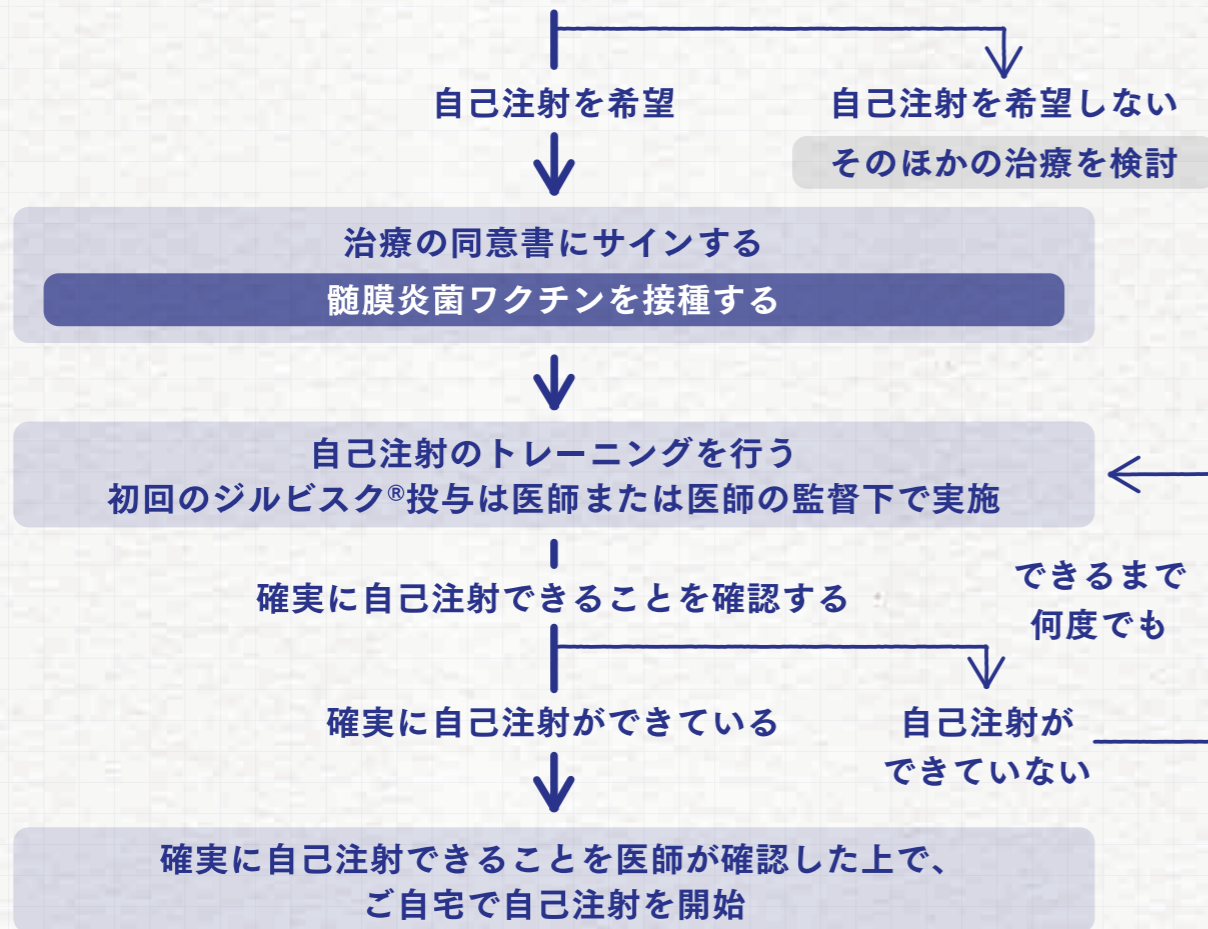 自己注射を希望
自己注射を希望しない
そのほかの治療を検討
治療の同意書にサインする
髄膜炎菌ワクチンを接種する
自己注射のトレーニングを行う
初回のジルビスク®投与は医師または医師の監督下で実施
確実に自己注射できることを確認する
できるまで
何度でも
確実に自己注射ができている
自己注射が
できていない
確実に自己注射できることを医師が確認した上で、
ご自宅で自己注射を開始